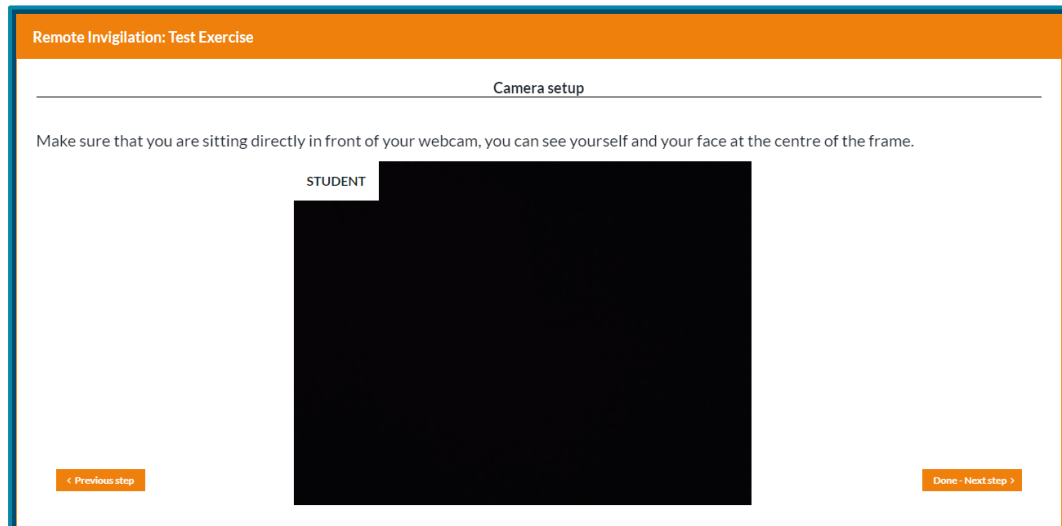 Remote Invigilation: Test Exercise
Camera setup
Make sure that you are sitting directly in front of your webcam, you can see yourself and your face at the centre of the frame.
STUDENT
< Previous step
Done - Next step >